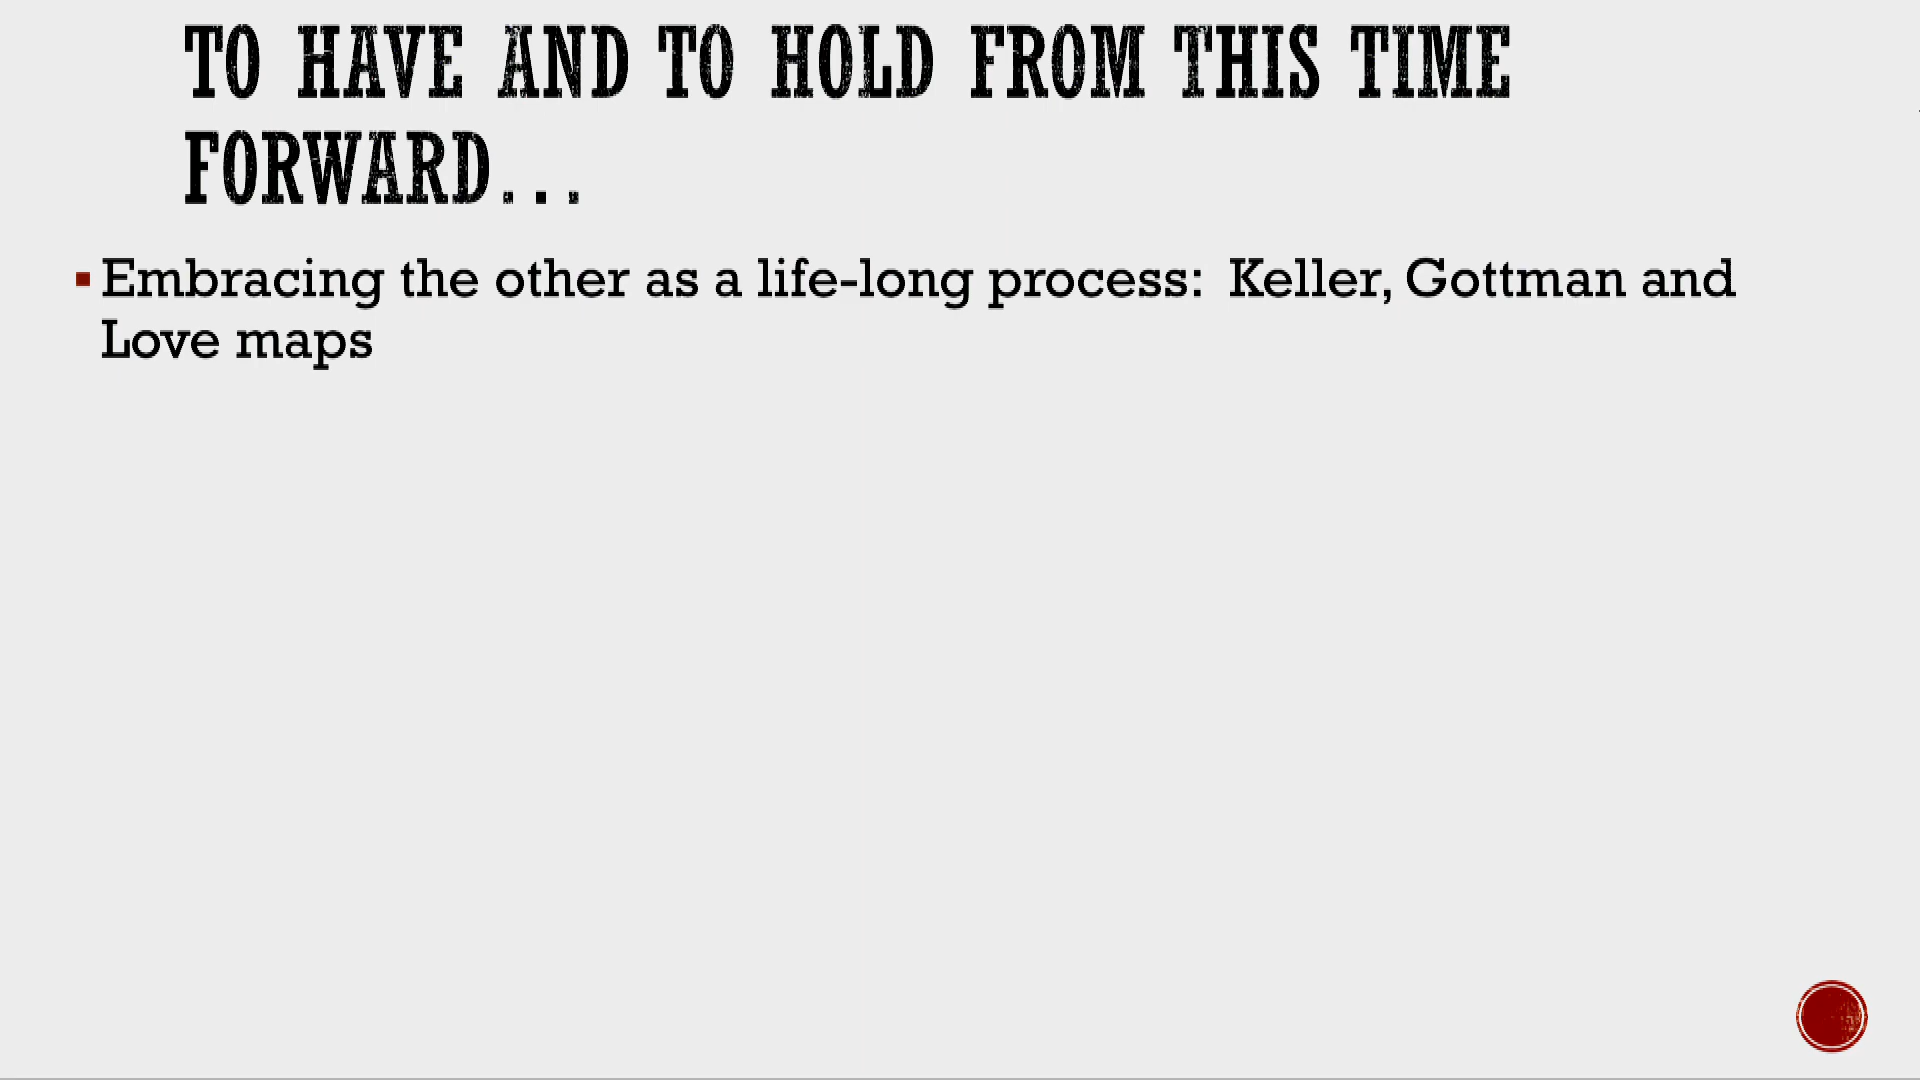 TO HAVE AND TO HOLD FROM THIS TIME
FORWARD...
▪ Embracing the other as a life-long process:  Keller, Gottman and
Love maps